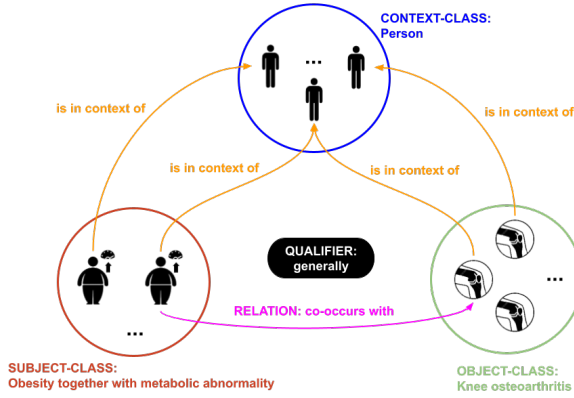 CONTEXT-CLASS:
Person
...
is in context of
is in context of
is in context of
is in context of
QUALIFIER:
generally
...
RELATION: co-occurs with
...
SUBJECT-CLASS:
Obesity together with metabolic abnormality
OBJECT-CLASS:
Knee osteoarthritis